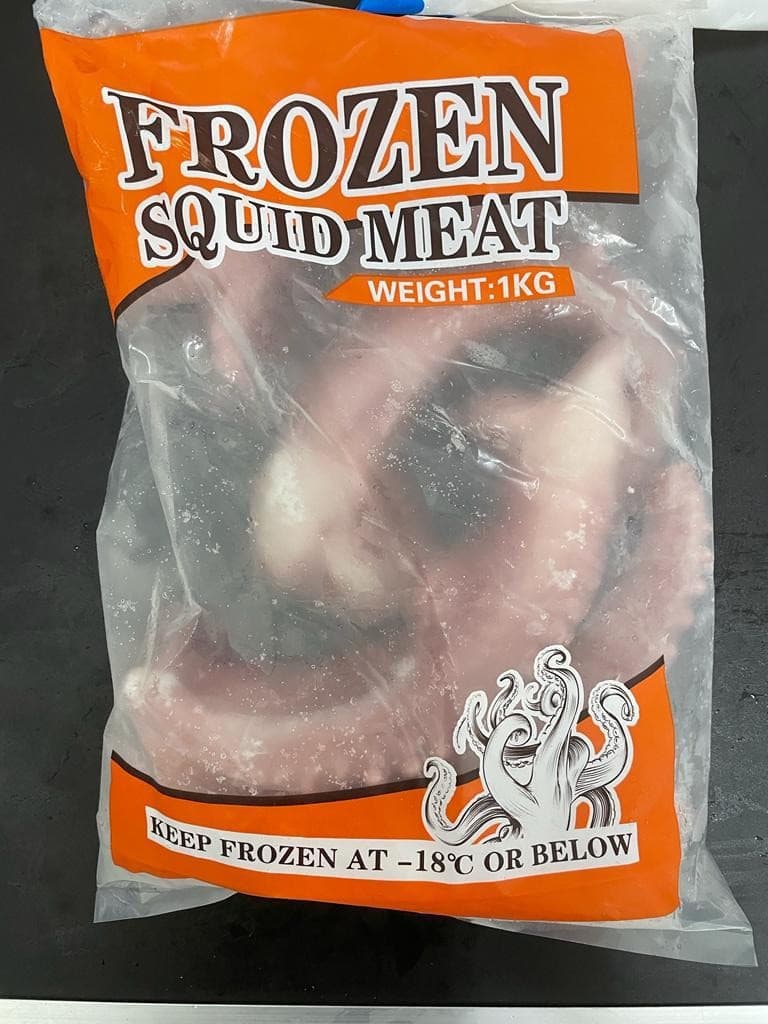 FROZEN
SQUID MEAT
WEIGHT:1KG
KEEP FROZEN AT -18℃ OR BELOW